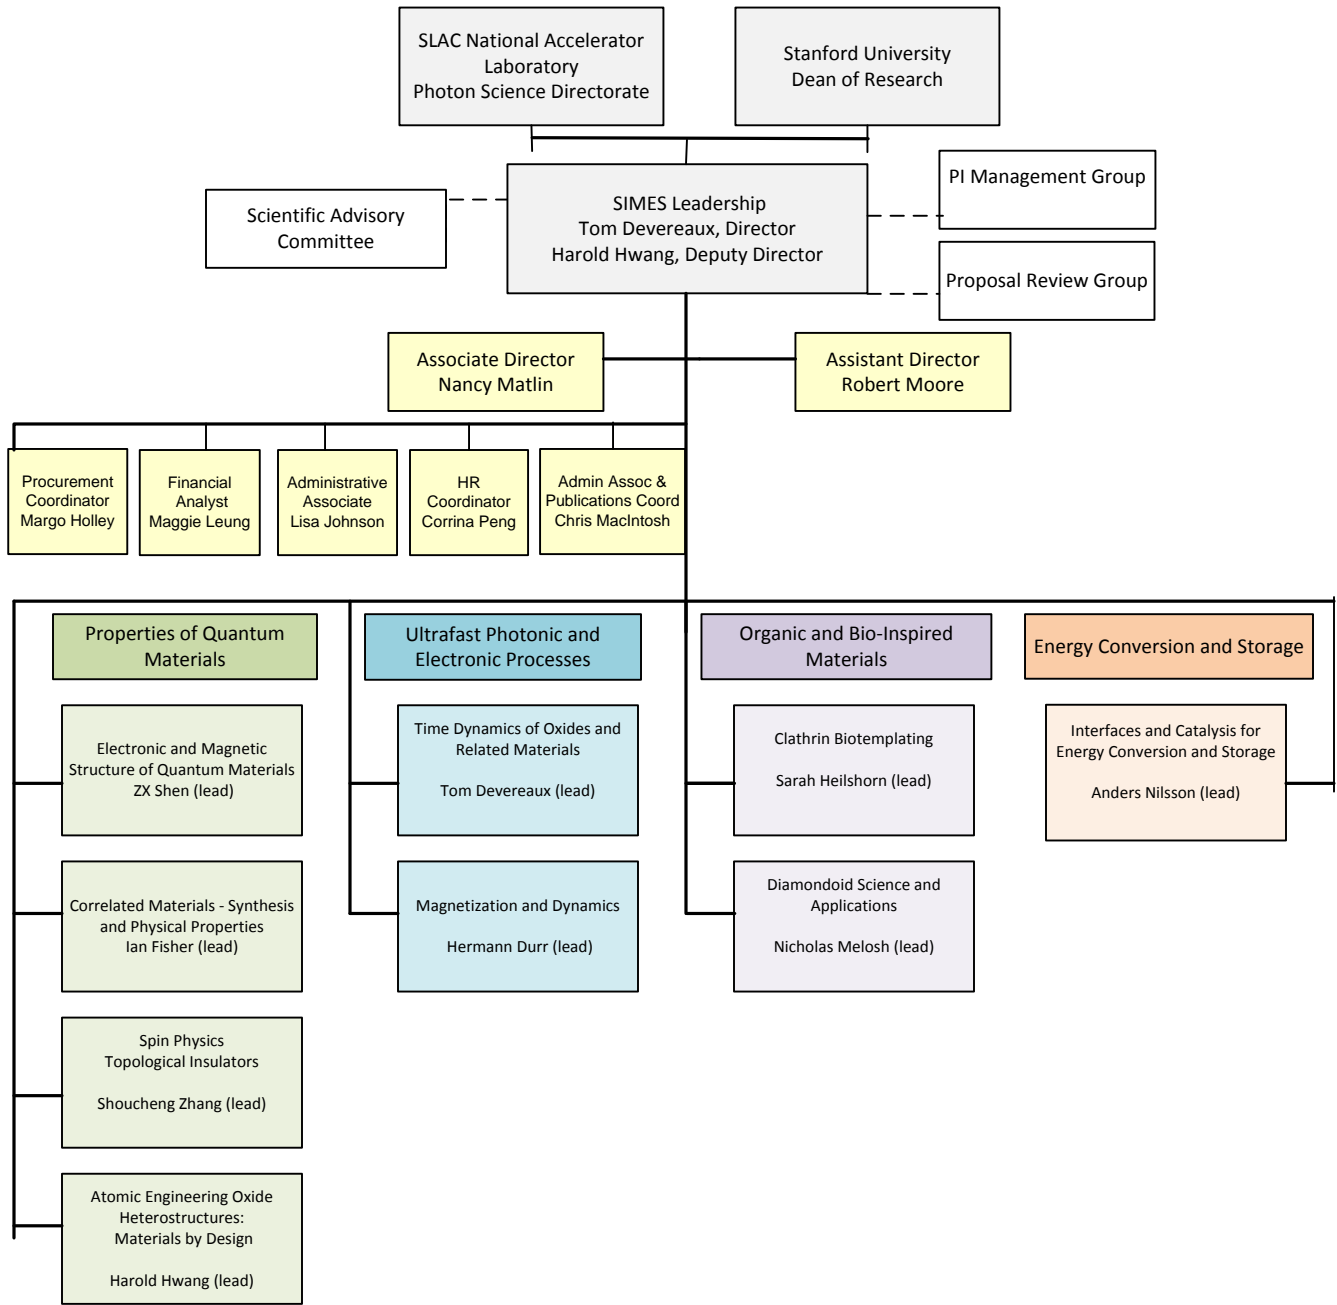 SLAC National Accelerator
Laboratory
Photon Science Directorate
Stanford University
Dean of Research
Scientific Advisory
Committee
SIMES Leadership
Tom Devereaux, Director
Harold Hwang, Deputy Director
PI Management Group
Proposal Review Group
Associate Director
Nancy Matlin
Assistant Director
Robert Moore
Procurement
Coordinator
Margo Holley
Financial
Analyst
Maggie Leung
Administrative
Associate
Lisa Johnson
HR
Coordinator
Corrina Peng
Admin Assoc &
Publications Coord
Chris MacIntosh
Properties of Quantum
Materials
Electronic and Magnetic
Structure of Quantum Materials
ZX Shen (lead)
Correlated Materials - Synthesis
and Physical Properties
Ian Fisher (lead)
Spin Physics
Topological Insulators
Shoucheng Zhang (lead)
Atomic Engineering Oxide
Heterostructures:
Materials by Design
Harold Hwang (lead)
Ultrafast Photonic and
Electronic Processes
Time Dynamics of Oxides and
Related Materials
Tom Devereaux (lead)
Magnetization and Dynamics
Hermann Durr (lead)
Organic and Bio-Inspired
Materials
Clathrin Biotemplating
Sarah Heilshorn (lead)
Diamondoid Science and
Applications
Nicholas Melosh (lead)
Energy Conversion and Storage
Interfaces and Catalysis for
Energy Conversion and Storage
Anders Nilsson (lead)